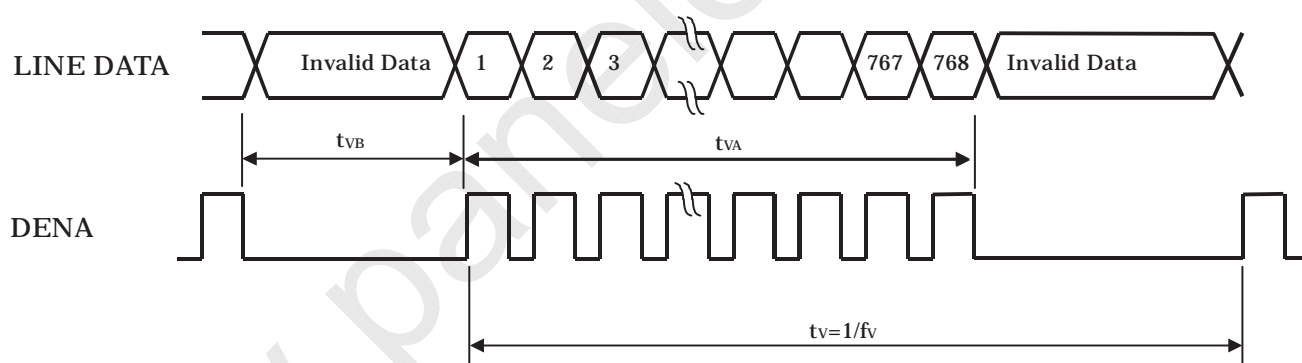 LINE DATA Invalid Data 1 2 3 767 768 Invalid Data
tVB tVA
DENA
tV=1/fV